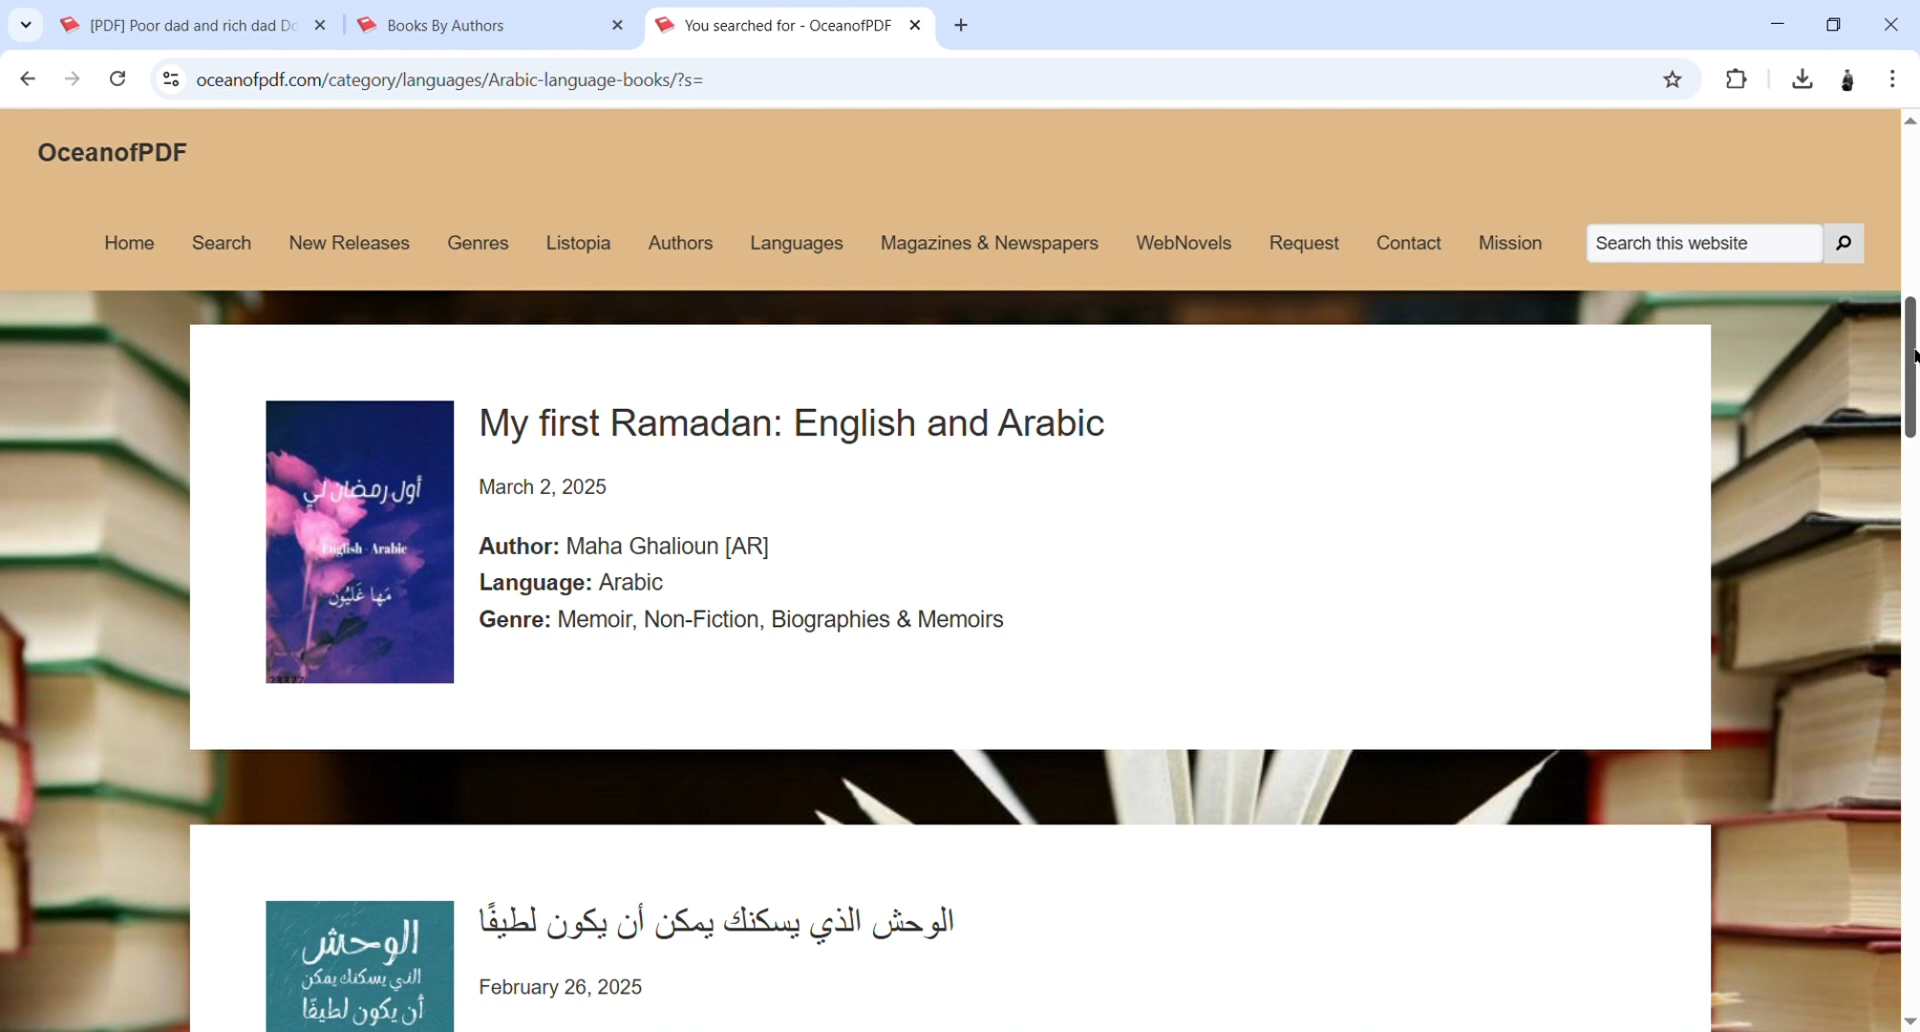 [PDF] Poor dad and rich dad Do
Books By Authors
You searched for - OceanofPDF
oceanofpdf.com/category/languages/Arabic-language-books/?s=
OceanofPDF
Home Search New Releases Genres Listopia Authors Languages Magazines & Newspapers WebNovels Request Contact Mission Search this website
أول رمضان لي
English - Arabic
مَها غَليُون
My first Ramadan: English and Arabic
March 2, 2025
Author: Maha Ghalioun [AR]
Language: Arabic
Genre: Memoir, Non-Fiction, Biographies & Memoirs
الوحش
الذي يسكنك يمكن
أن يكون لطيفًا
الوحش الذي يسكنك يمكن أن يكون لطيفًا
February 26, 2025